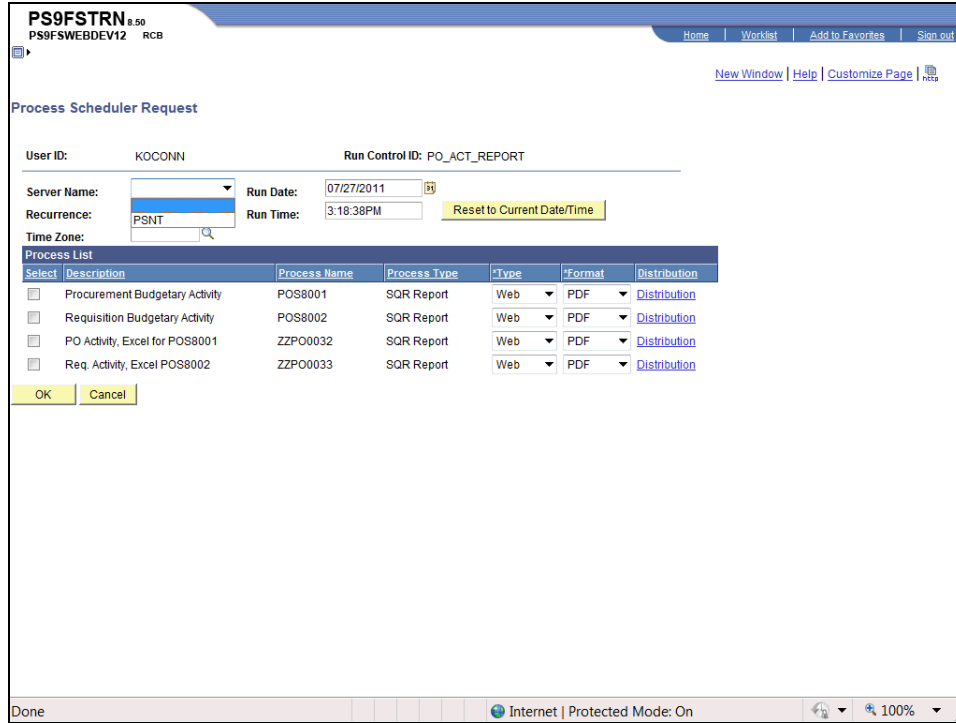 PS9FSTRN 8.50
PS9FSWEBDEV12 RCB
Home | Worklist | Add to Favorites | Sign out
New Window | Help | Customize Page | http
Process Scheduler Request
User ID: KOCONN Run Control ID: PO_ACT_REPORT
Server Name: Run Date: 07/27/2011 31
Recurrence: PSNT Run Time: 3:18:38PM Reset to Current Date/Time
Time Zone:
Process List
Select Description Process Name Process Type *Type *Format Distribution
Procurement Budgetary Activity POS8001 SQR Report Web PDF Distribution
Requisition Budgetary Activity POS8002 SQR Report Web PDF Distribution
PO Activity, Excel for POS8001 ZZPO0032 SQR Report Web PDF Distribution
Req. Activity, Excel POS8002 ZZPO0033 SQR Report Web PDF Distribution
OK Cancel
Done Internet | Protected Mode: On 100%